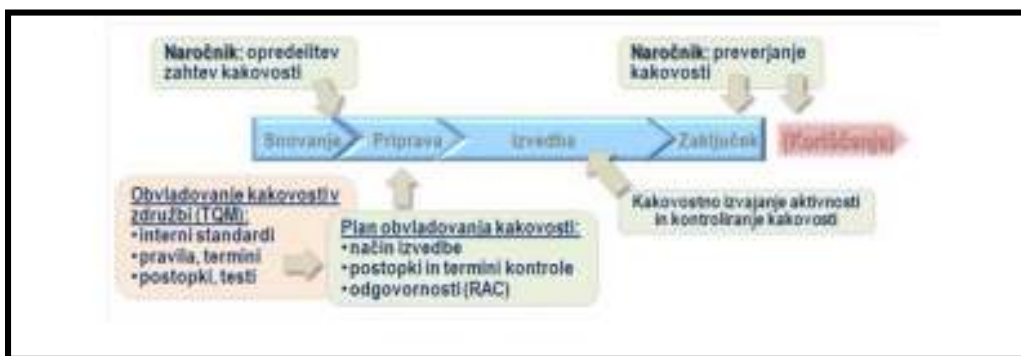 Naročnik: opredelitev
zahtev kakovosti
Naročnik: preverjanje
kakovosti
Snovanje
Priprava
Izvedba
Zaključek
(Koriščenje)
Obvladovanje kakovosti v
združbi (TQM):
•interni standardi
•pravila, termini
•postopki, testi
Plan obvladovanja kakovosti:
•način izvedbe
•postopki in termini kontrole
•odgovornosti (RAC)
Kakovostno izvajanje aktivnosti
in kontroliranje kakovosti